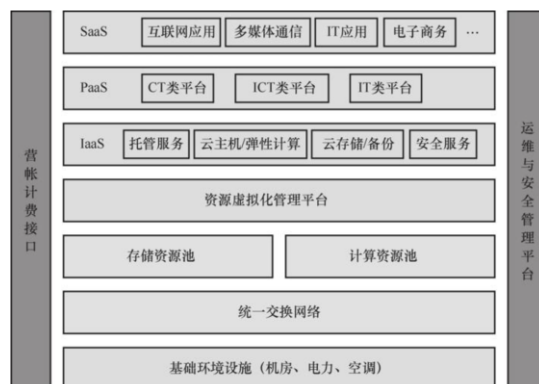 SaaS 互联网应用 多媒体通信 IT应用 电子商务 …
PaaS CT类平台 ICT类平台 IT类平台
IaaS 托管服务 云主机/弹性计算 云存储/备份 安全服务
资源虚拟化管理平台
存储资源池 计算资源池
统一交换网络
基础环境设施（机房、电力、空调）
营帐计费接口
运维与安全管理平台